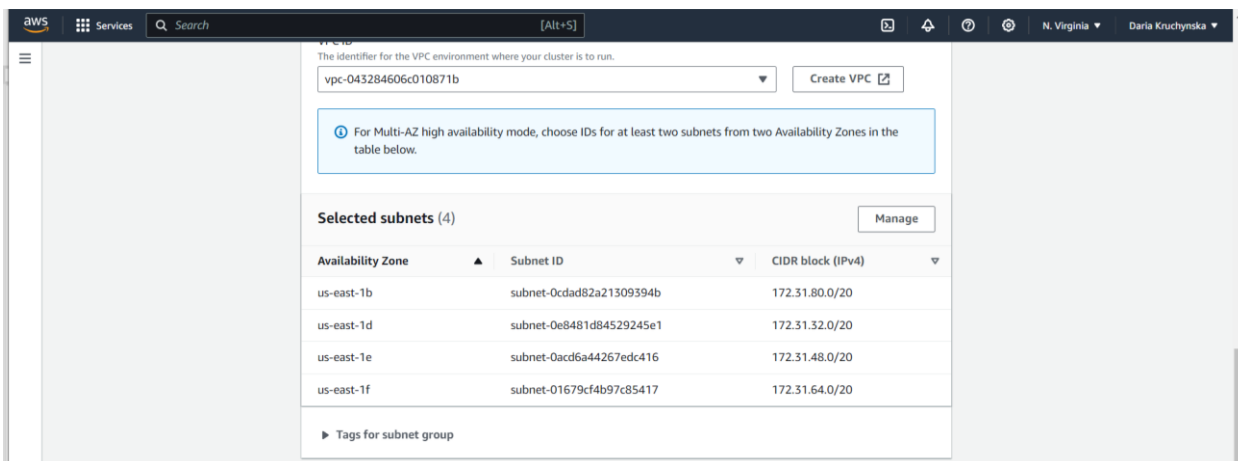 aws Services Search [Alt+S] N. Virginia ▼ Daria Kruchynska ▼
VPC ID
The identifier for the VPC environment where your cluster is to run.
vpc-043284606c010871b Create VPC
For Multi-AZ high availability mode, choose IDs for at least two subnets from two Availability Zones in the
table below.
Selected subnets (4) Manage
Availability Zone Subnet ID CIDR block (IPv4)
us-east-1b subnet-0cdad82a21309394b 172.31.80.0/20
us-east-1d subnet-0e8481d84529245e1 172.31.32.0/20
us-east-1e subnet-0acd6a44267edc416 172.31.48.0/20
us-east-1f subnet-01679cf4b97c85417 172.31.64.0/20
Tags for subnet group